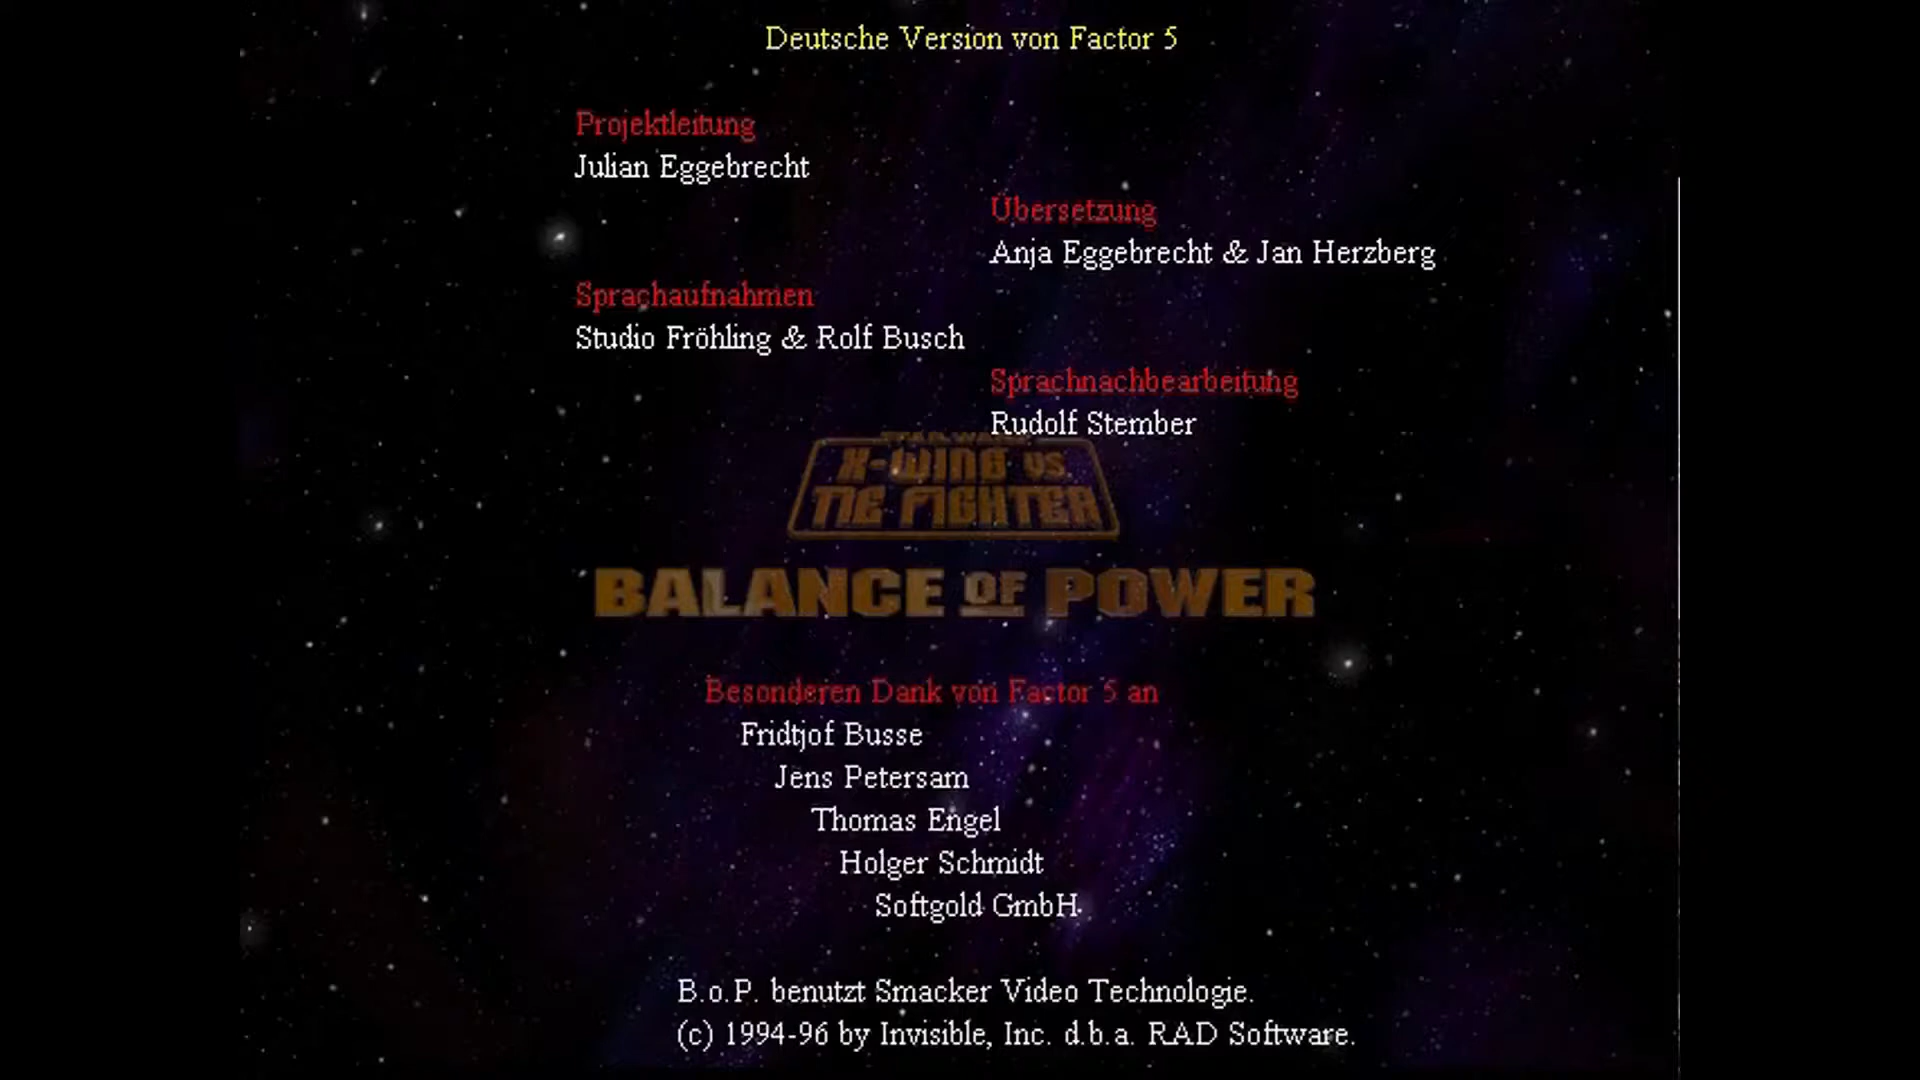 Deutsche Version von Factor 5
Projektleitung
Julian Eggebrecht
Übersetzung
Anja Eggebrecht & Jan Herzberg
Sprachaufnahmen
Studio Fröhling & Rolf Busch
Sprachnachbearbeitung
Rudolf Stember
STAR WARS
X-WING VS.
TIE FIGHTER
BALANCE OF POWER
Besonderen Dank von Factor 5 an
Fridtjof Busse
Jens Petersam
Thomas Engel
Holger Schmidt
Softgold GmbH
B.o.P. benutzt Smacker Video Technologie.
(c) 1994-96 by Invisible, Inc. d.b.a. RAD Software.